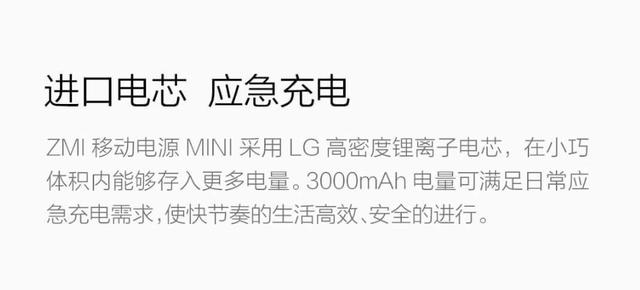 进口电芯 应急充电
ZMI 移动电源 MINI 采用 LG 高密度锂离子电芯，在小巧
体积内能够存入更多电量。3000mAh 电量可满足日常应
急充电需求，使快节奏的生活高效、安全的进行。